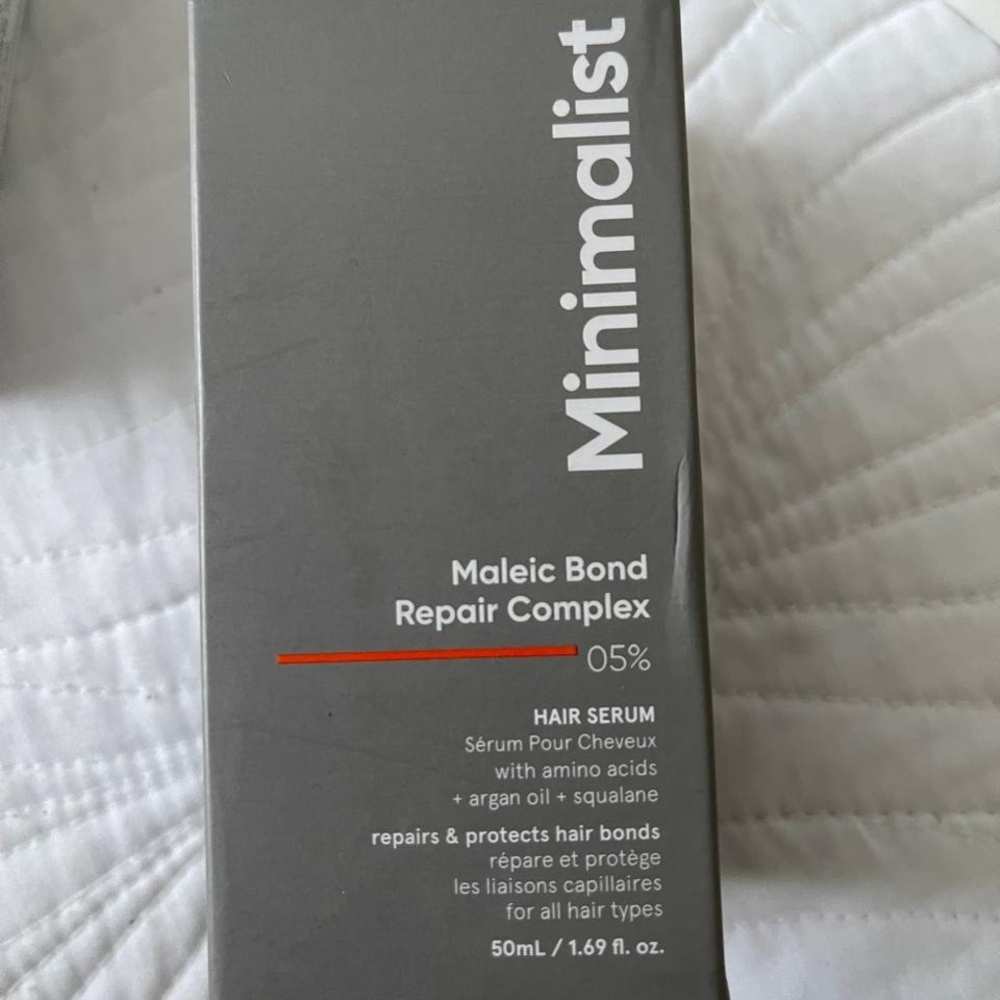 Minimalist
Maleic Bond
Repair Complex
05%
HAIR SERUM
Sérum Pour Cheveux
with amino acids
+ argan oil + squalane
repairs & protects hair bonds
répare et protège
les liaisons capillaires
for all hair types
50mL / 1.69 fl. oz.